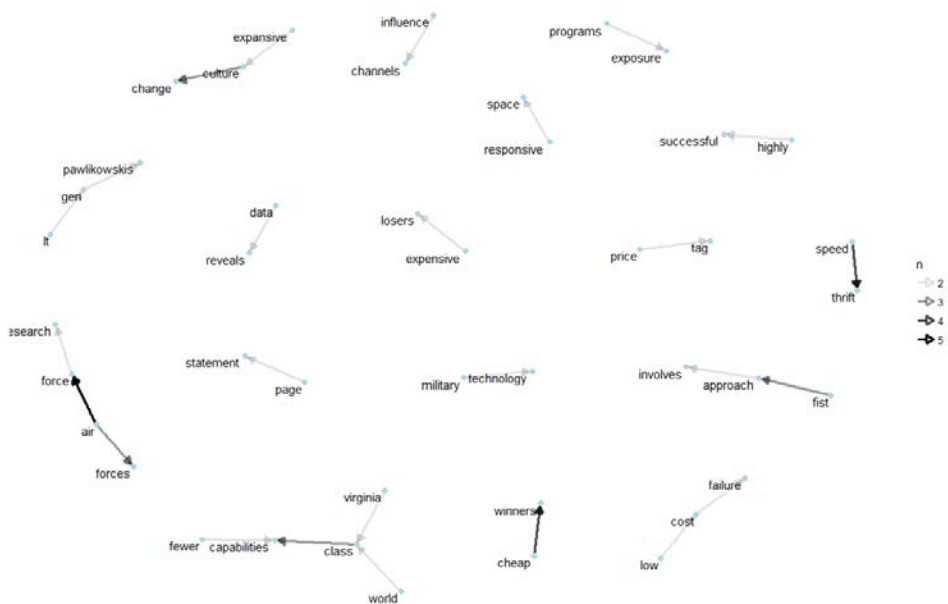 influence
expansive
programs
culture
channels
exposure
change
space
responsive
successful
highly
pawlikowskis
gen
lt
data
losers
reveals
expensive
price
tag
speed
thrift
n
2
3
4
5
esearch
statement
force
page
military
technology
involves
approach
fist
air
forces
virginia
failure
winners
cost
fewer
capabilities
class
cheap
low
world